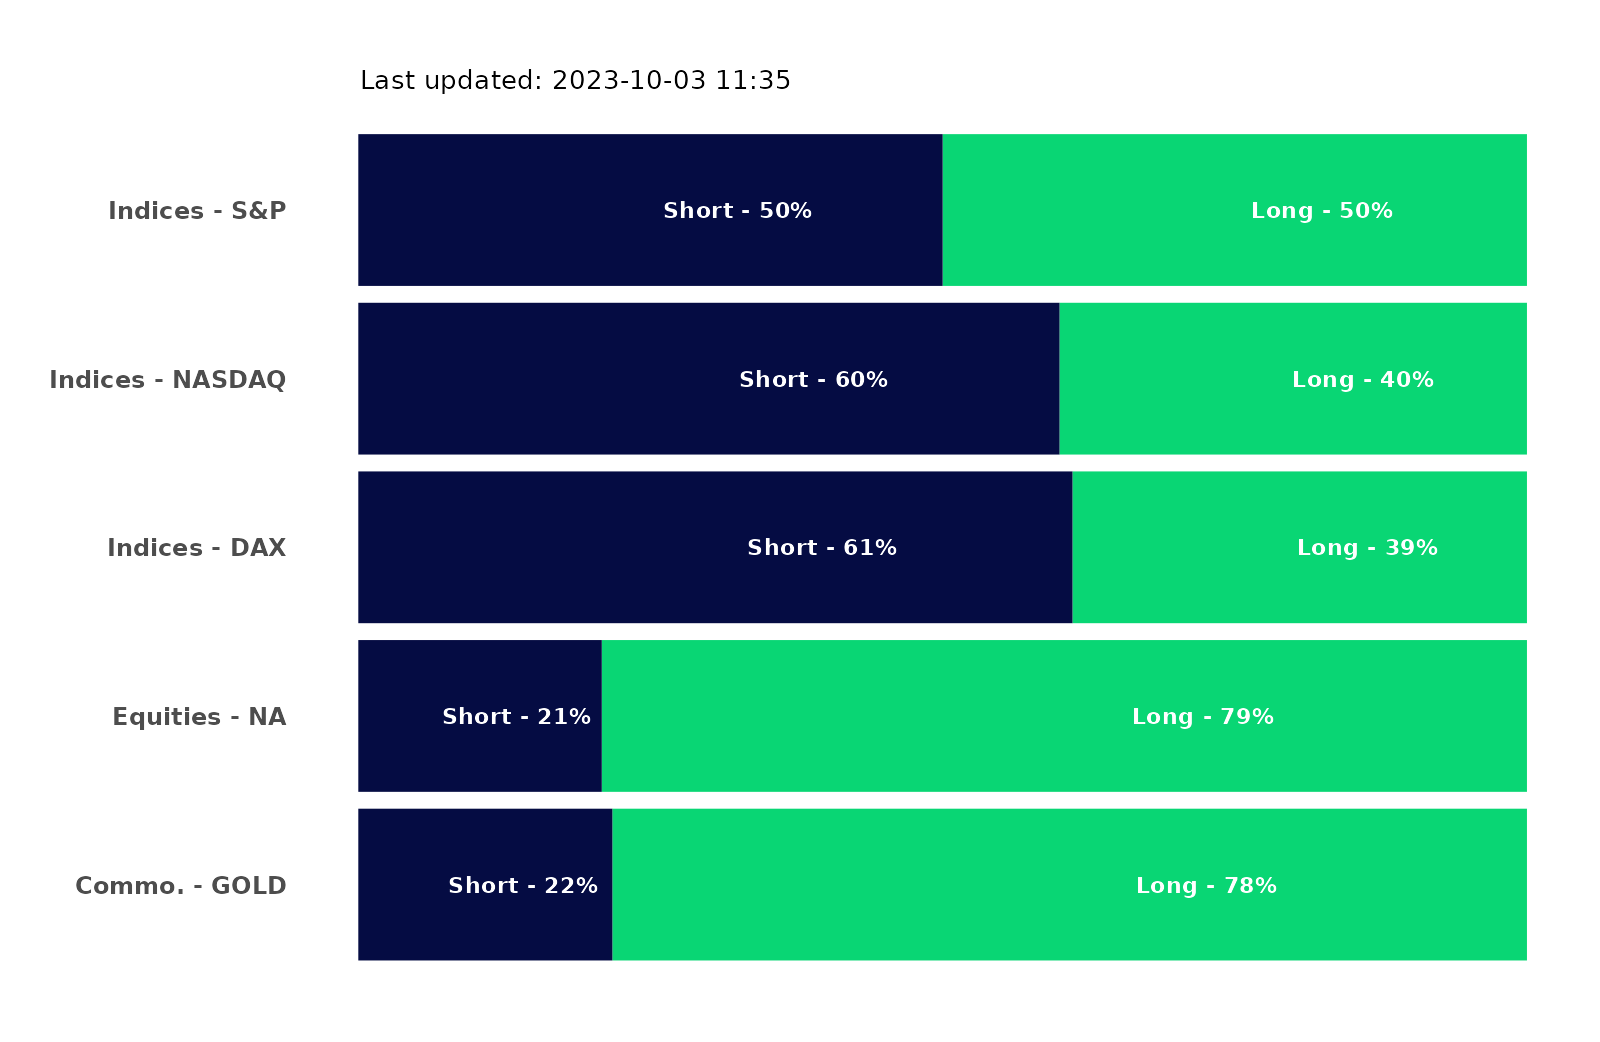 Last updated: 2023-10-03 11:35
Indices - S&P Short - 50% Long - 50%
Indices - NASDAQ Short - 60% Long - 40%
Indices - DAX Short - 61% Long - 39%
Equities - NA Short - 21% Long - 79%
Commo. - GOLD Short - 22% Long - 78%